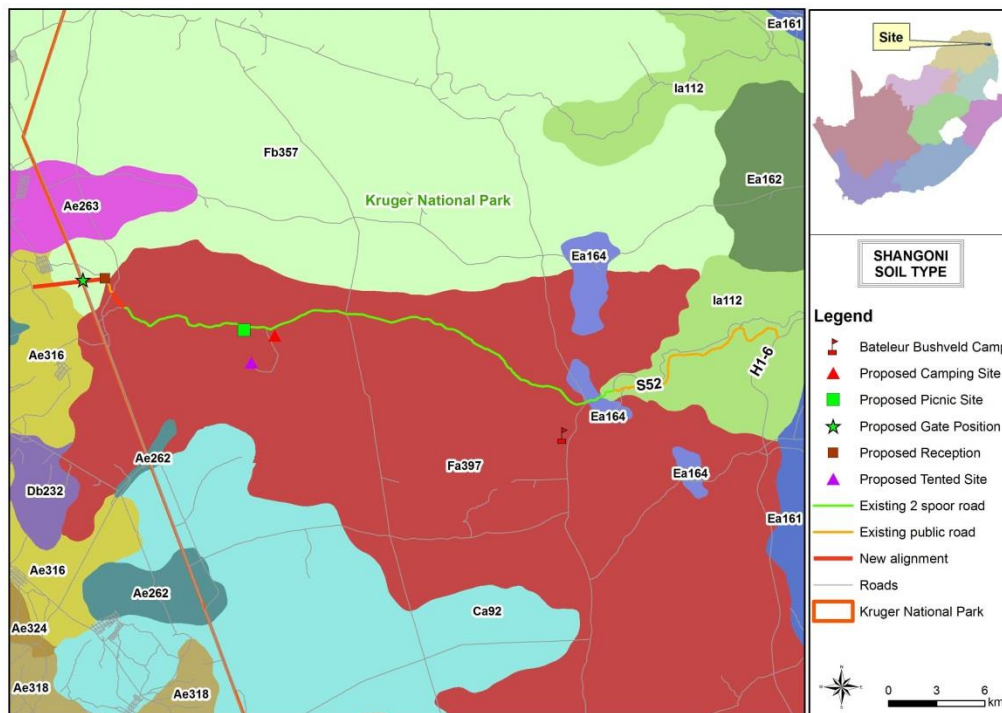 Ea161
Ia112
Fb357
Ea162
Kruger National Park
Ae263
Ea164
Ia112
Ae316
S52
H1-6
Ea164
Ae262
Fa397
Ea164
Db232
Ea161
Ae316
Ae262
Ca92
Ae324
Ae318
Ae318
Site
SHANGONI
SOIL TYPE
Legend
Bateleur Bushveld Camp
Proposed Camping Site
Proposed Picnic Site
Proposed Gate Position
Proposed Reception
Proposed Tented Site
Existing 2 spoor road
Existing public road
New alignment
Roads
Kruger National Park
0 3 6
km